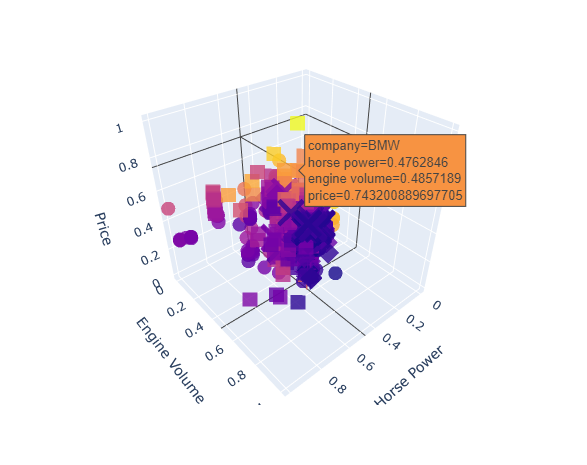 1
0.8
0.6
0.4
0.2
0
Price
company=BMW
horse power=0.4762846
engine volume=0.4857189
price=0.743200889697705
0
0.2
0.4
0.6
0.8
Engine Volume
0
0.2
0.4
0.6
0.8
Horse Power